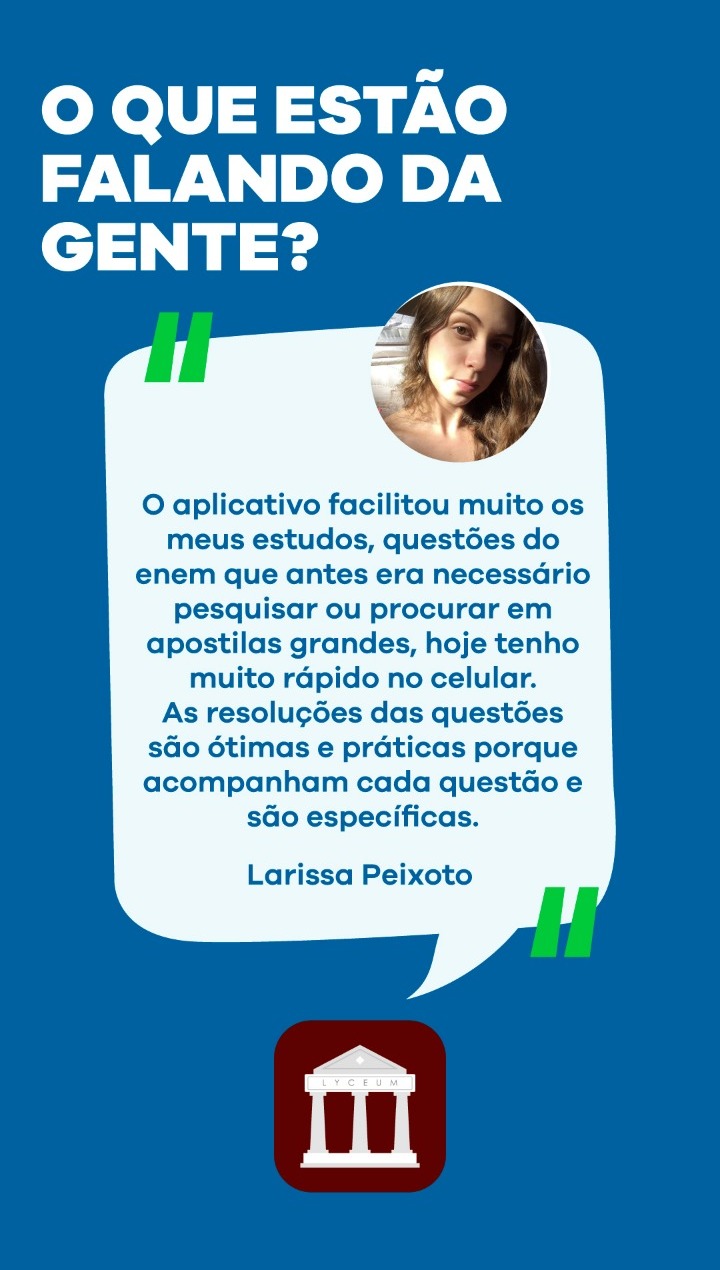 O QUE ESTÃO
FALANDO DA
GENTE?
O aplicativo facilitou muito os
meus estudos, questões do
enem que antes era necessário
pesquisar ou procurar em
apostilas grandes, hoje tenho
muito rápido no celular.
As resoluções das questões
são ótimas e práticas porque
acompanham cada questão e
são específicas.
Larissa Peixoto
LYCEUM